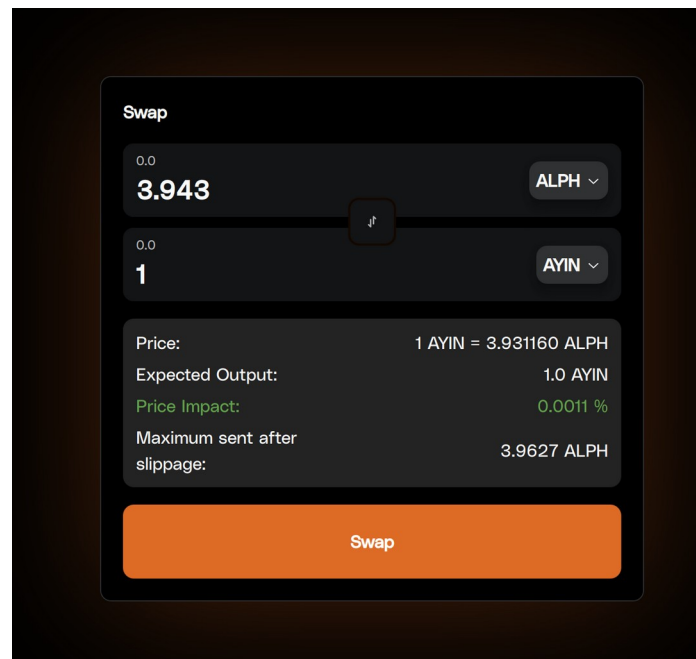 Swap
0.0
3.943
ALPH
0.0
1
AYIN
Price: 1 AYIN = 3.931160 ALPH
Expected Output: 1.0 AYIN
Price Impact: 0.0011 %
Maximum sent after
slippage: 3.9627 ALPH
Swap